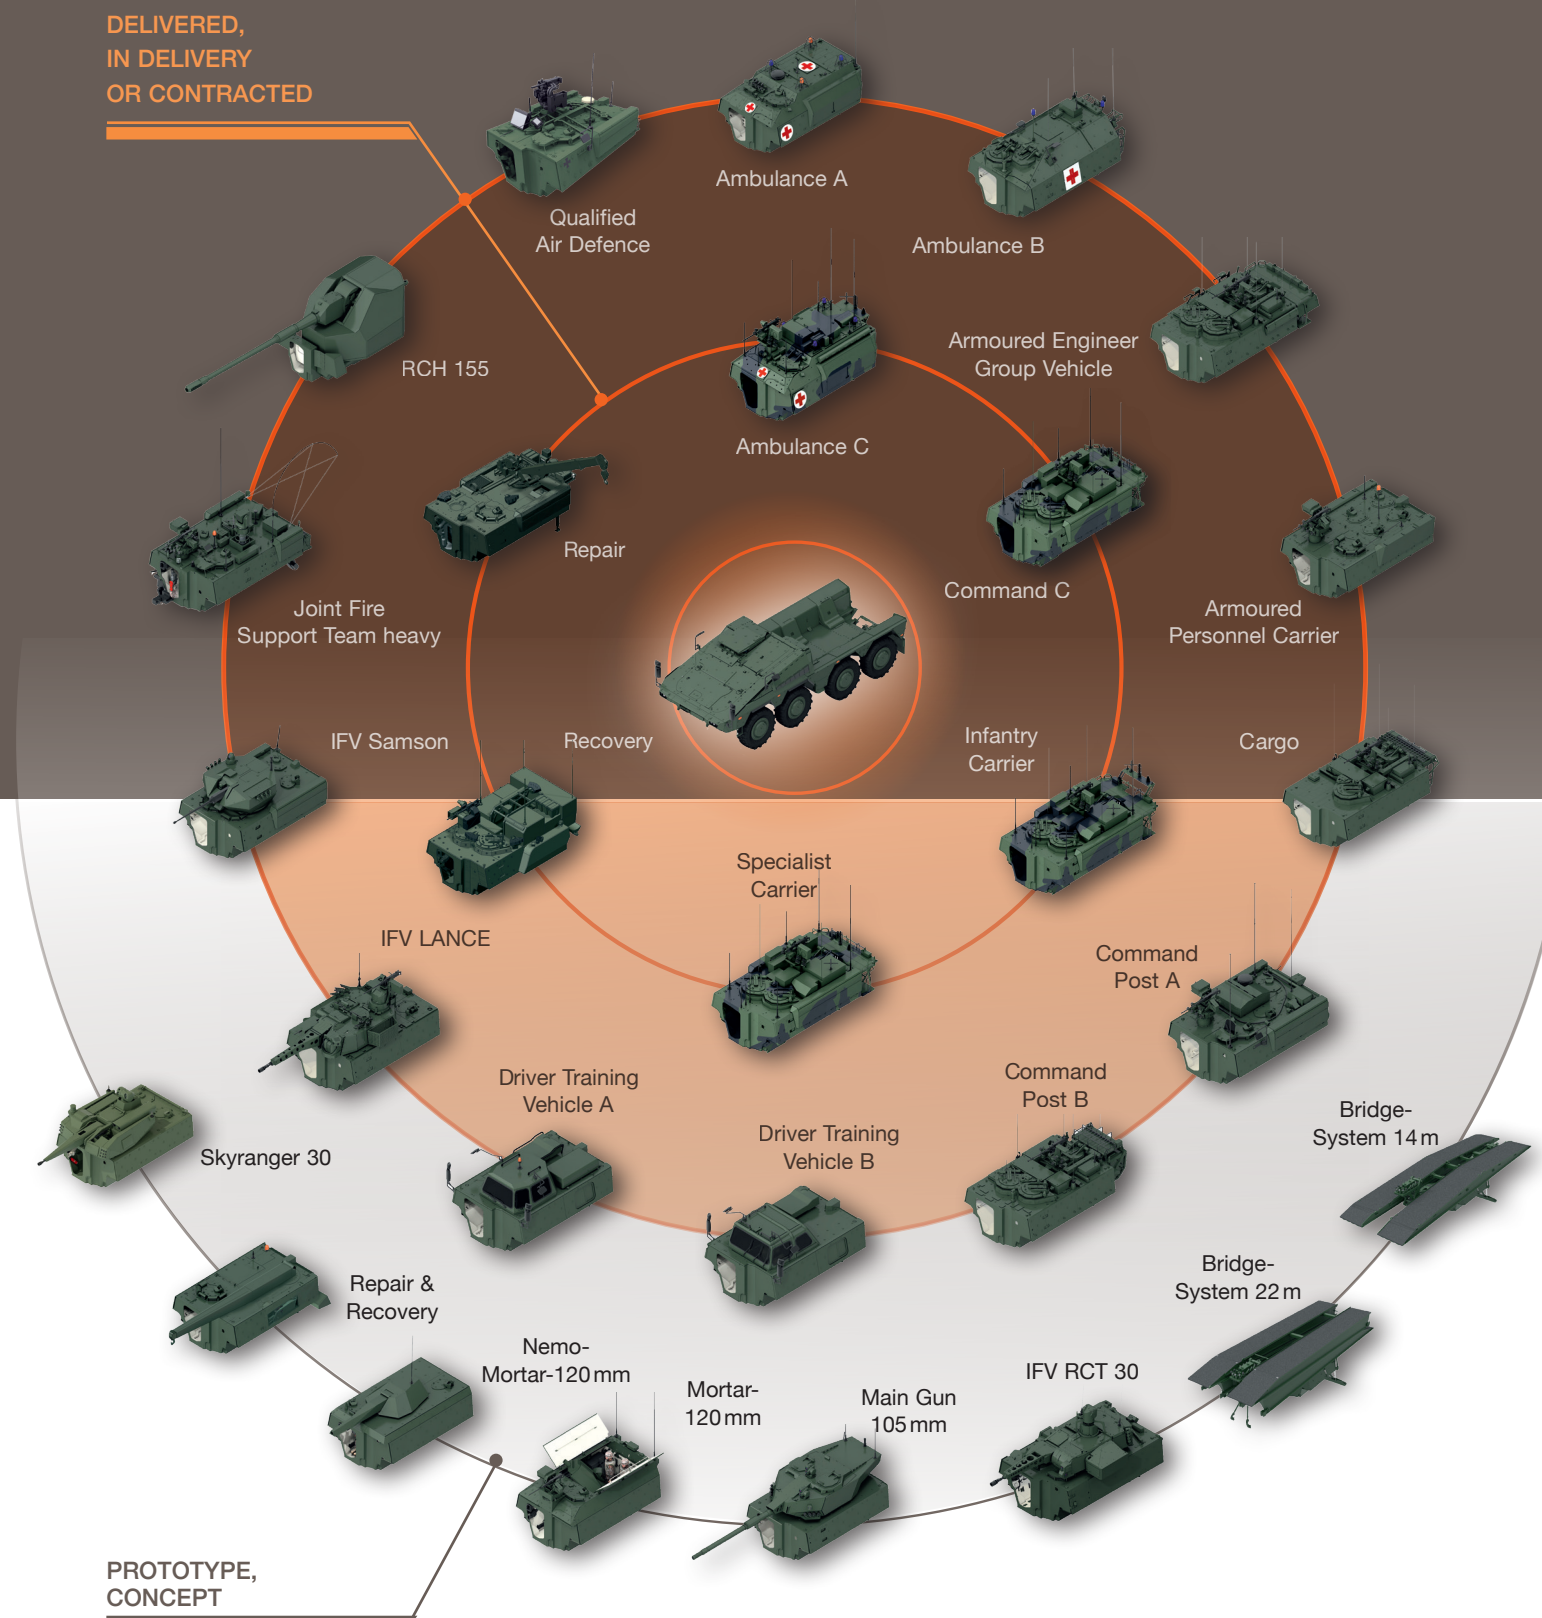 DELIVERED,
IN DELIVERY
OR CONTRACTED
Ambulance A
Qualified
Air Defence
Ambulance B
RCH 155
Armoured Engineer
Group Vehicle
Ambulance C
Repair
Command C
Joint Fire
Support Team heavy
Armoured
Personnel Carrier
IFV Samson
Recovery
Infantry
Carrier
Cargo
Specialist
Carrier
IFV LANCE
Command
Post A
Driver Training
Vehicle A
Command
Post B
Driver Training
Vehicle B
Bridge-
System 14 m
Skyranger 30
Repair &
Recovery
Bridge-
System 22 m
Nemo-
Mortar-120 mm
Mortar-
120 mm
Main Gun
105 mm
IFV RCT 30
PROTOTYPE,
CONCEPT